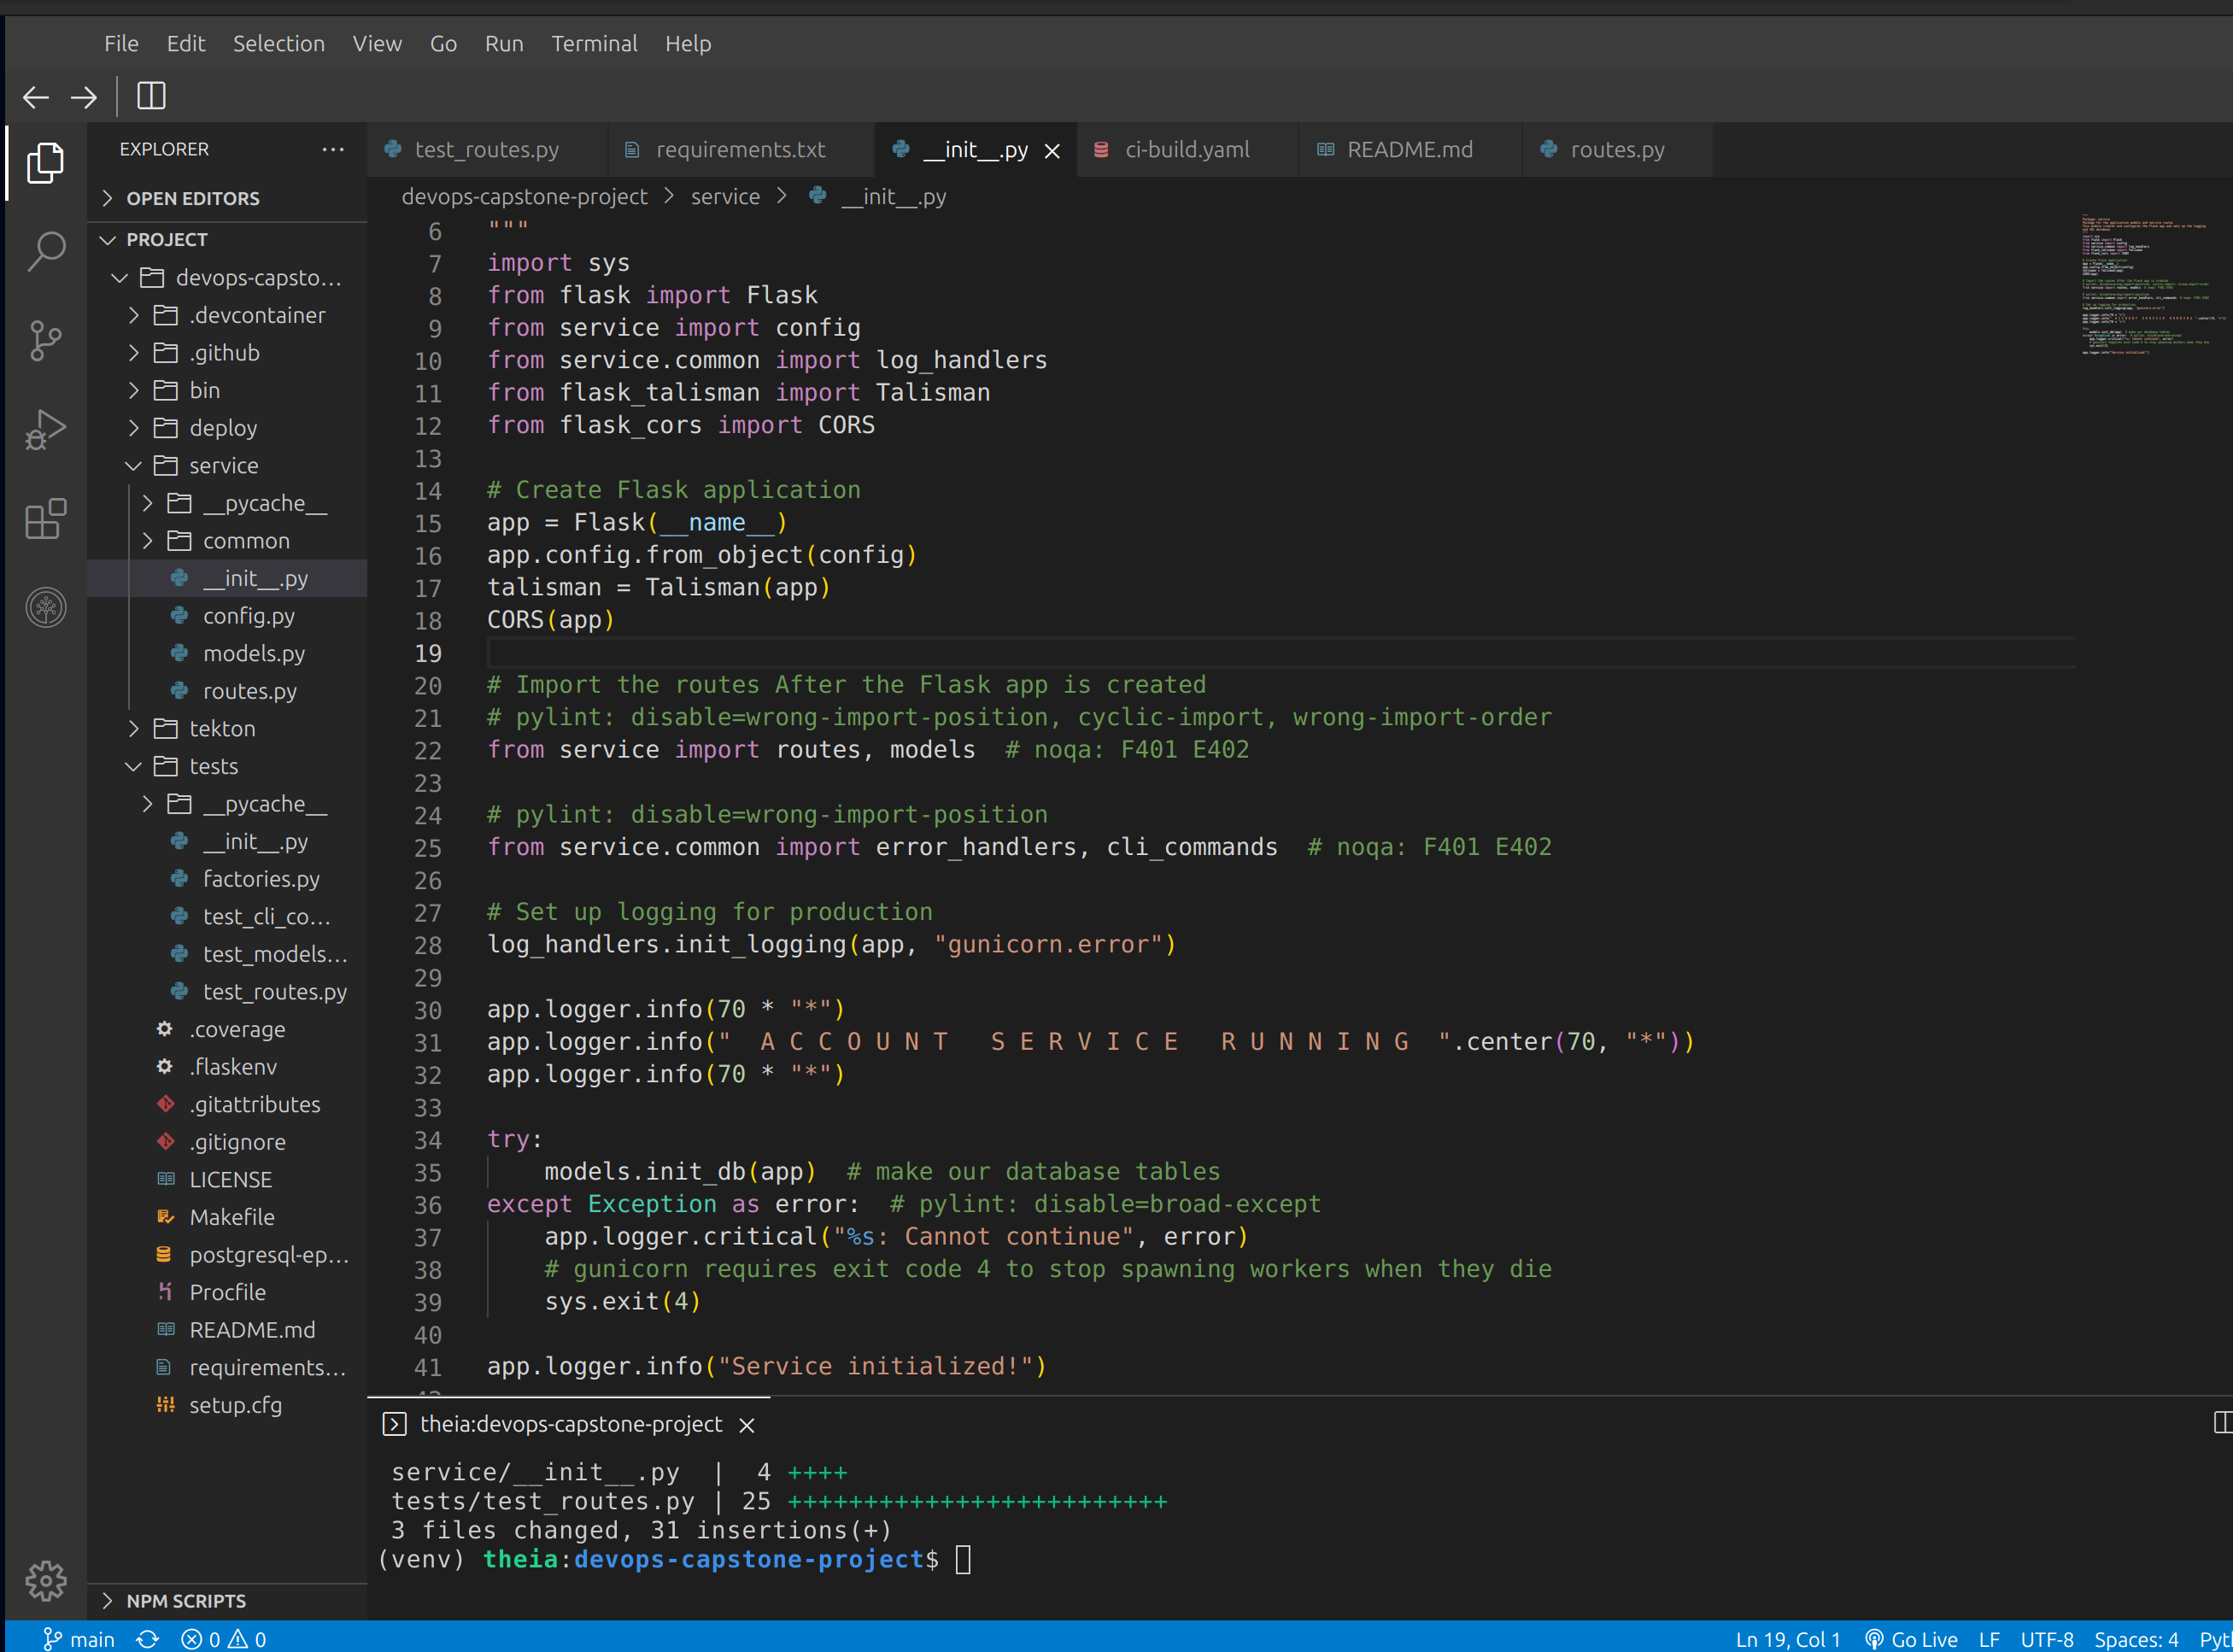 File Edit Selection View Go Run Terminal Help
EXPLORER
OPEN EDITORS
PROJECT
devops-capsto...
.devcontainer
.github
bin
deploy
service
__pycache__
common
__init__.py
config.py
models.py
routes.py
tekton
tests
__pycache__
__init__.py
factories.py
test_cli_co...
test_models...
test_routes.py
.coverage
.flaskenv
.gitattributes
.gitignore
LICENSE
Makefile
postgresql-ep...
Procfile
README.md
requirements...
setup.cfg
NPM SCRIPTS
test_routes.py requirements.txt __init__.py ci-build.yaml README.md routes.py
devops-capstone-project > service > __init__.py
6 """
7 import sys
8 from flask import Flask
9 from service import config
10 from service.common import log_handlers
11 from flask_talisman import Talisman
12 from flask_cors import CORS
13
14 # Create Flask application
15 app = Flask(__name__)
16 app.config.from_object(config)
17 talisman = Talisman(app)
18 CORS(app)
19
20 # Import the routes After the Flask app is created
21 # pylint: disable=wrong-import-position, cyclic-import, wrong-import-order
22 from service import routes, models  # noqa: F401 E402
23
24 # pylint: disable=wrong-import-position
25 from service.common import error_handlers, cli_commands  # noqa: F401 E402
26
27 # Set up logging for production
28 log_handlers.init_logging(app, "gunicorn.error")
29
30 app.logger.info(70 * "*")
31 app.logger.info("  A C C O U N T   S E R V I C E   R U N N I N G  ".center(70, "*"))
32 app.logger.info(70 * "*")
33
34 try:
35     models.init_db(app)  # make our database tables
36 except Exception as error:  # pylint: disable=broad-except
37     app.logger.critical("%s: Cannot continue", error)
38     # gunicorn requires exit code 4 to stop spawning workers when they die
39     sys.exit(4)
40
41 app.logger.info("Service initialized!")
theia:devops-capstone-project
service/__init__.py  |  4 ++++
tests/test_routes.py | 25 +++++++++++++++++++++++++
3 files changed, 31 insertions(+)
(venv) theia:devops-capstone-project$
main 0 0 Ln 19, Col 1 Go Live LF UTF-8 Spaces: 4